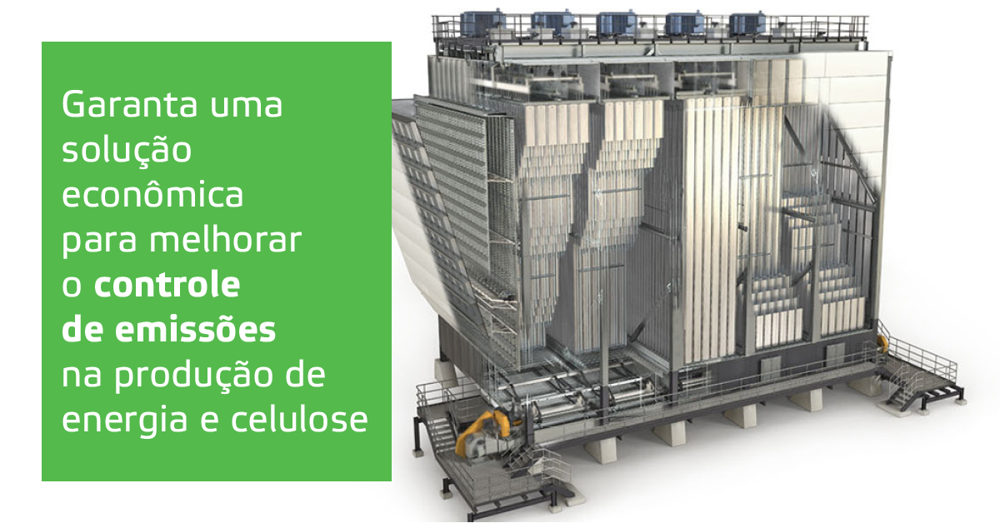 Garanta uma
solução
econômica
para melhorar
o controle
de emissões
na produção de
energia e celulose